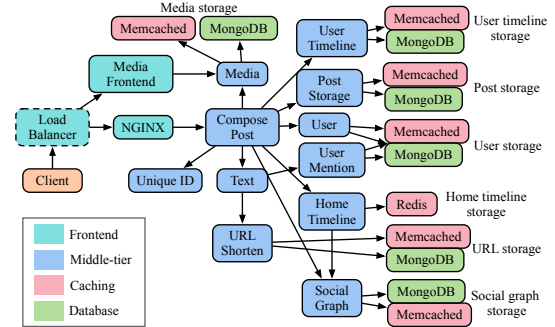 Media storage
Memcached
MongoDB
User
Timeline
Memcached
MongoDB
User timeline
storage
Media
Frontend
Media
Post
Storage
Memcached
MongoDB
Post storage
Load
Balancer
NGINX
Compose
Post
User
Memcached
MongoDB
User storage
Client
Unique ID
Text
User
Mention
Home
Timeline
Redis
Home timeline
storage
URL
Shorten
Memcached
MongoDB
URL storage
Social
Graph
MongoDB
Memcached
Social graph
storage
Frontend
Middle-tier
Caching
Database